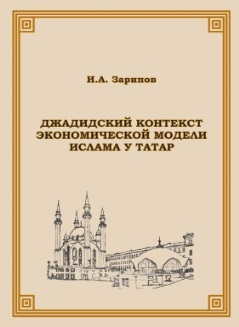 И.А. Зарипов
ДЖАДИДСКИЙ КОНТЕКСТ
ЭКОНОМИЧЕСКОЙ МОДЕЛИ
ИСЛАМА У ТАТАР